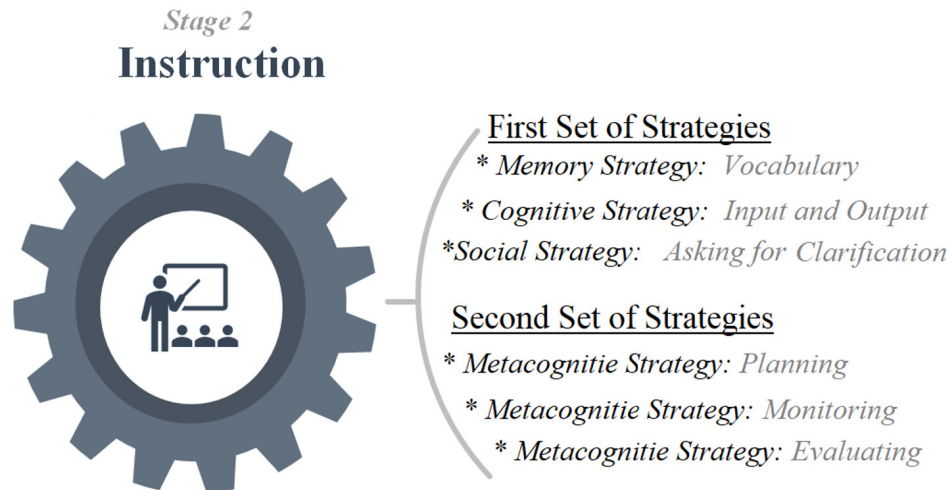 Stage 2
Instruction
First Set of Strategies
* Memory Strategy: Vocabulary
* Cognitive Strategy: Input and Output
*Social Strategy: Asking for Clarification
Second Set of Strategies
* Metacognitie Strategy: Planning
* Metacognitie Strategy: Monitoring
* Metacognitie Strategy: Evaluating